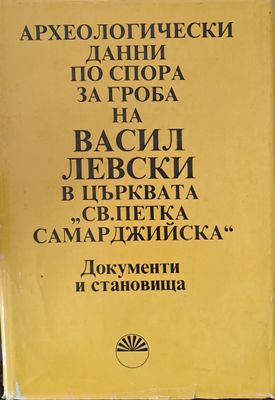 АРХЕОЛОГИЧЕСКИ
ДАННИ
ПО СПОРА
ЗА ГРОБА
НА
ВАСИЛ
ЛЕВСКИ
В ЦЪРКВАТА
„СВ.ПЕТКА
САМАРДЖИЙСКА“
Документи
и становища